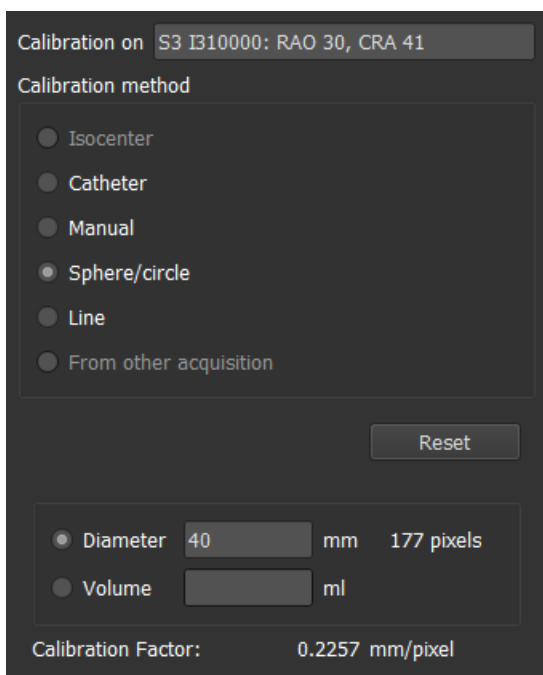 Calibration on S3 I310000: RAO 30, CRA 41
Calibration method
Isocenter
Catheter
Manual
Sphere/circle
Line
From other acquisition
Reset
Diameter 40 mm 177 pixels
Volume ml
Calibration Factor: 0.2257 mm/pixel